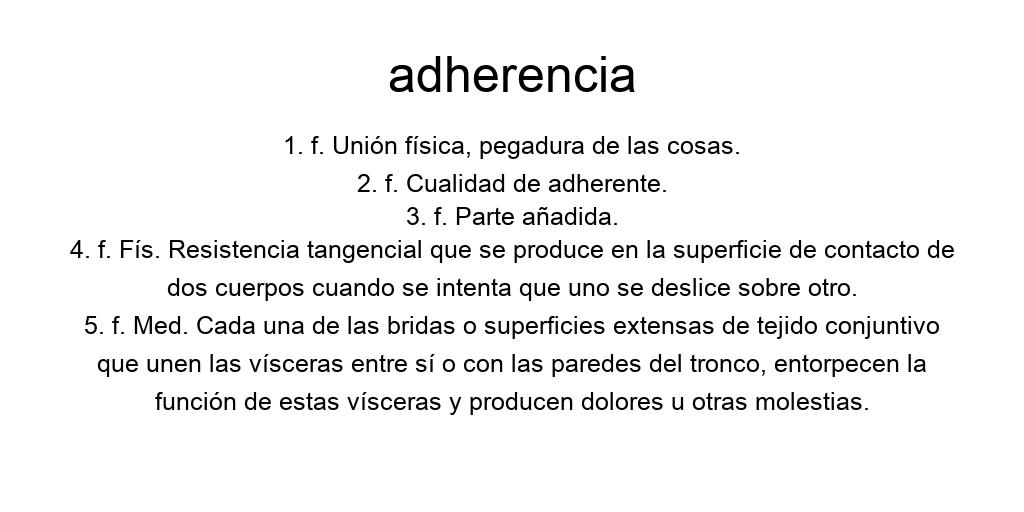 adherencia
1. f. Unión física, pegadura de las cosas.
2. f. Cualidad de adherente.
3. f. Parte añadida.
4. f. Fís. Resistencia tangencial que se produce en la superficie de contacto de
dos cuerpos cuando se intenta que uno se deslice sobre otro.
5. f. Med. Cada una de las bridas o superficies extensas de tejido conjuntivo
que unen las vísceras entre sí o con las paredes del tronco, entorpecen la
función de estas vísceras y producen dolores u otras molestias.